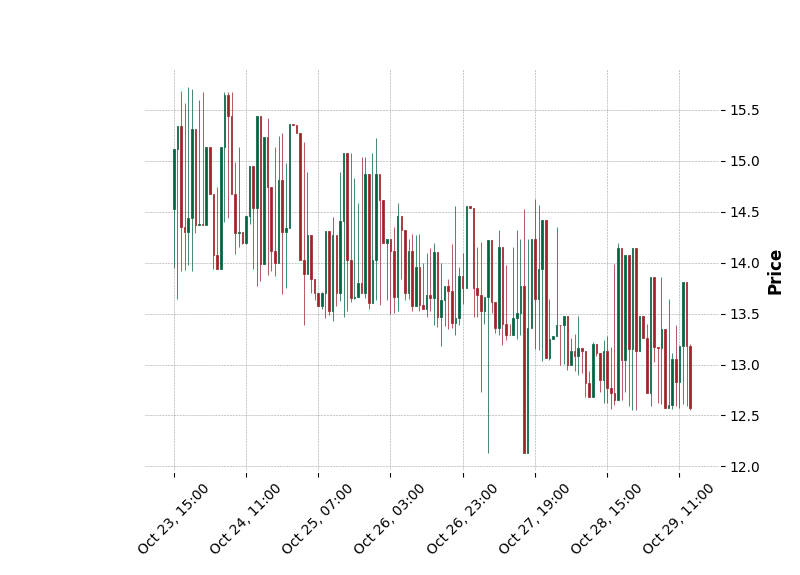 15.5
15.0
14.5
14.0
13.5
13.0
12.5
12.0
Price
Oct 23, 15:00
Oct 24, 11:00
Oct 25, 07:00
Oct 26, 03:00
Oct 26, 23:00
Oct 27, 19:00
Oct 28, 15:00
Oct 29, 11:00